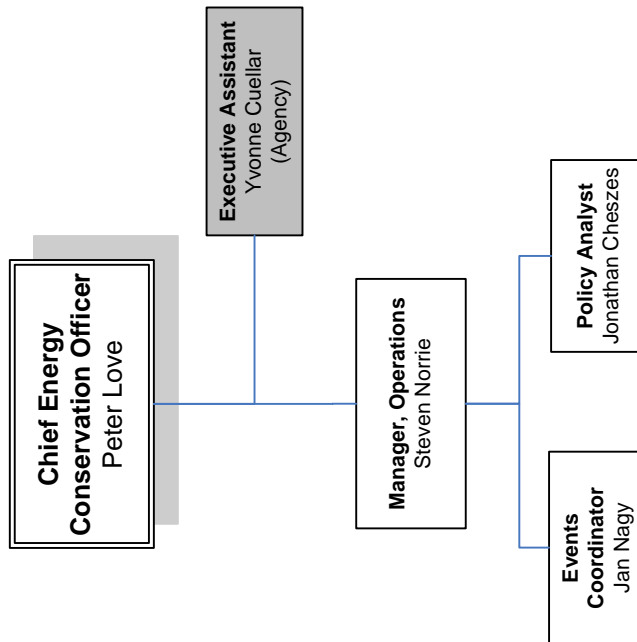 Chief Energy
Conservation Officer
Peter Love
Executive Assistant
Yvonne Cuellar
(Agency)
Manager, Operations
Steven Norrie
Events
Coordinator
Jan Nagy
Policy Analyst
Jonathan Cheszes